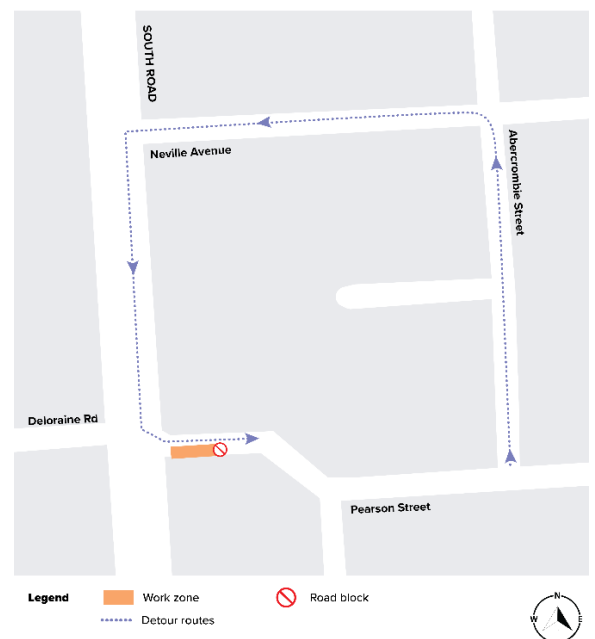 SOUTH ROAD
Neville Avenue
Abercrombie Street
Deloraine Rd
Pearson Street
Legend
Work zone
Road block
Detour routes
N
W
E